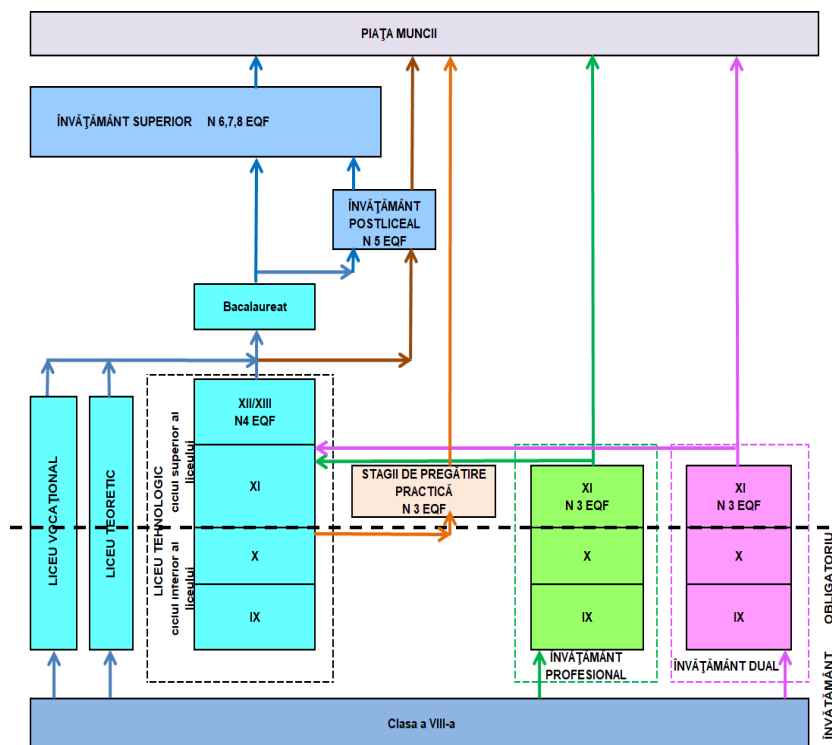 PIAŢA MUNCII
ÎNVĂŢĂMÂNT SUPERIOR N 6,7,8 EQF
ÎNVĂŢĂMÂNT
POSTLICEAL
N 5 EQF
Bacalaureat
LICEU VOCAŢIONAL
LICEU TEORETIC
LICEU TEHNOLOGIC
ciclul superior al
liceului
ciclul inferior al
liceului
XII/XIII
N4 EQF
XI
X
IX
STAGII DE PREGĂTIRE
PRACTICĂ
N 3 EQF
XI
N 3 EQF
X
IX
ÎNVĂŢĂMÂNT
PROFESIONAL
XI
N 3 EQF
X
IX
ÎNVĂŢĂMÂNT DUAL
ÎNVĂŢĂMÂNT OBLIGATORIU
Clasa a VIII-a